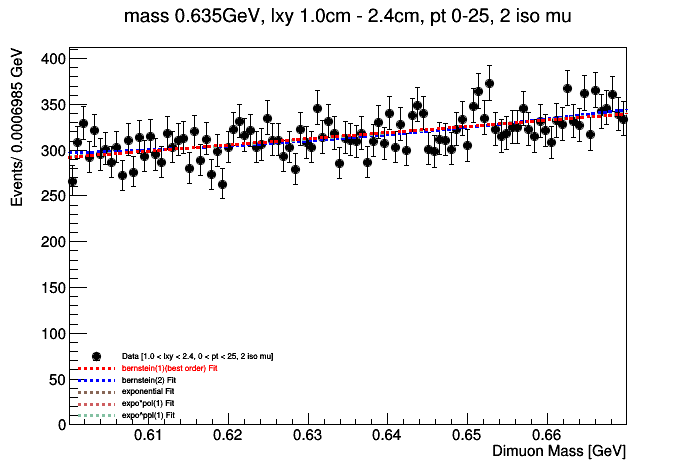 mass 0.635GeV, lxy 1.0cm - 2.4cm, pt 0-25, 2 iso mu
Events/ 0.0006985 GeV
400
350
300
250
200
150
100
50
0
Data [1.0 < lxy < 2.4, 0 < pt < 25, 2 iso mu]
bernstein(1)(best order) Fit
bernstein(2) Fit
exponential Fit
expo*pol(1) Fit
expo^ppl(1) Fit
0.61 0.62 0.63 0.64 0.65 0.66
Dimuon Mass [GeV]